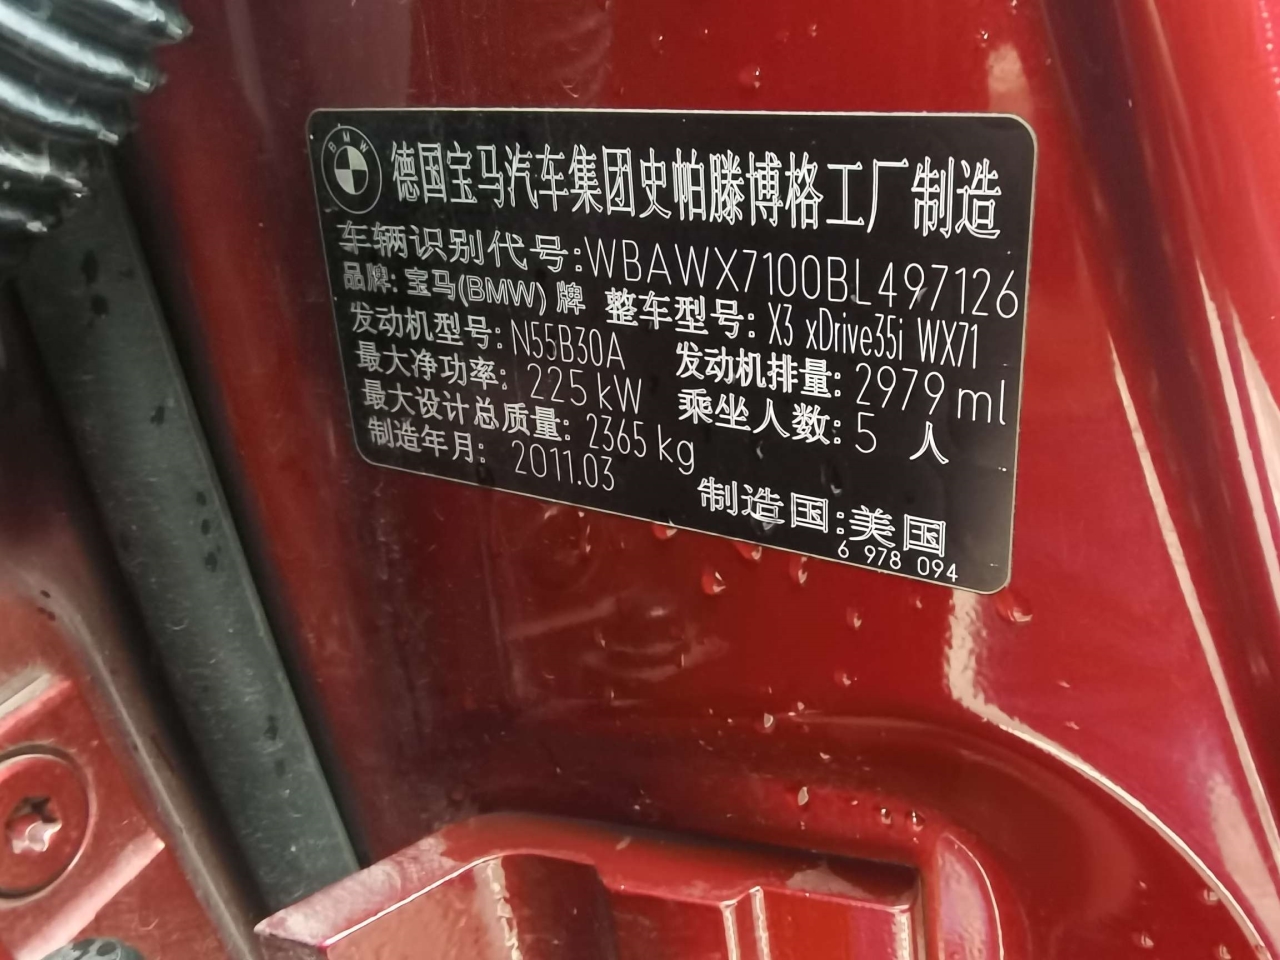 BMW
德国宝马汽车集团史帕滕博格工厂制造
车辆识别代号:WBAWX7100BL497126
品牌: 宝马(BMW) 牌 整车型号: X3 xDrive35i WX71
发动机型号: N55B30A 发动机排量: 2979 ml
最大净功率: 225 kW 乘坐人数: 5 人
最大设计总质量: 2365 kg
制造年月: 2011.03
制造国:美国
6 978 094